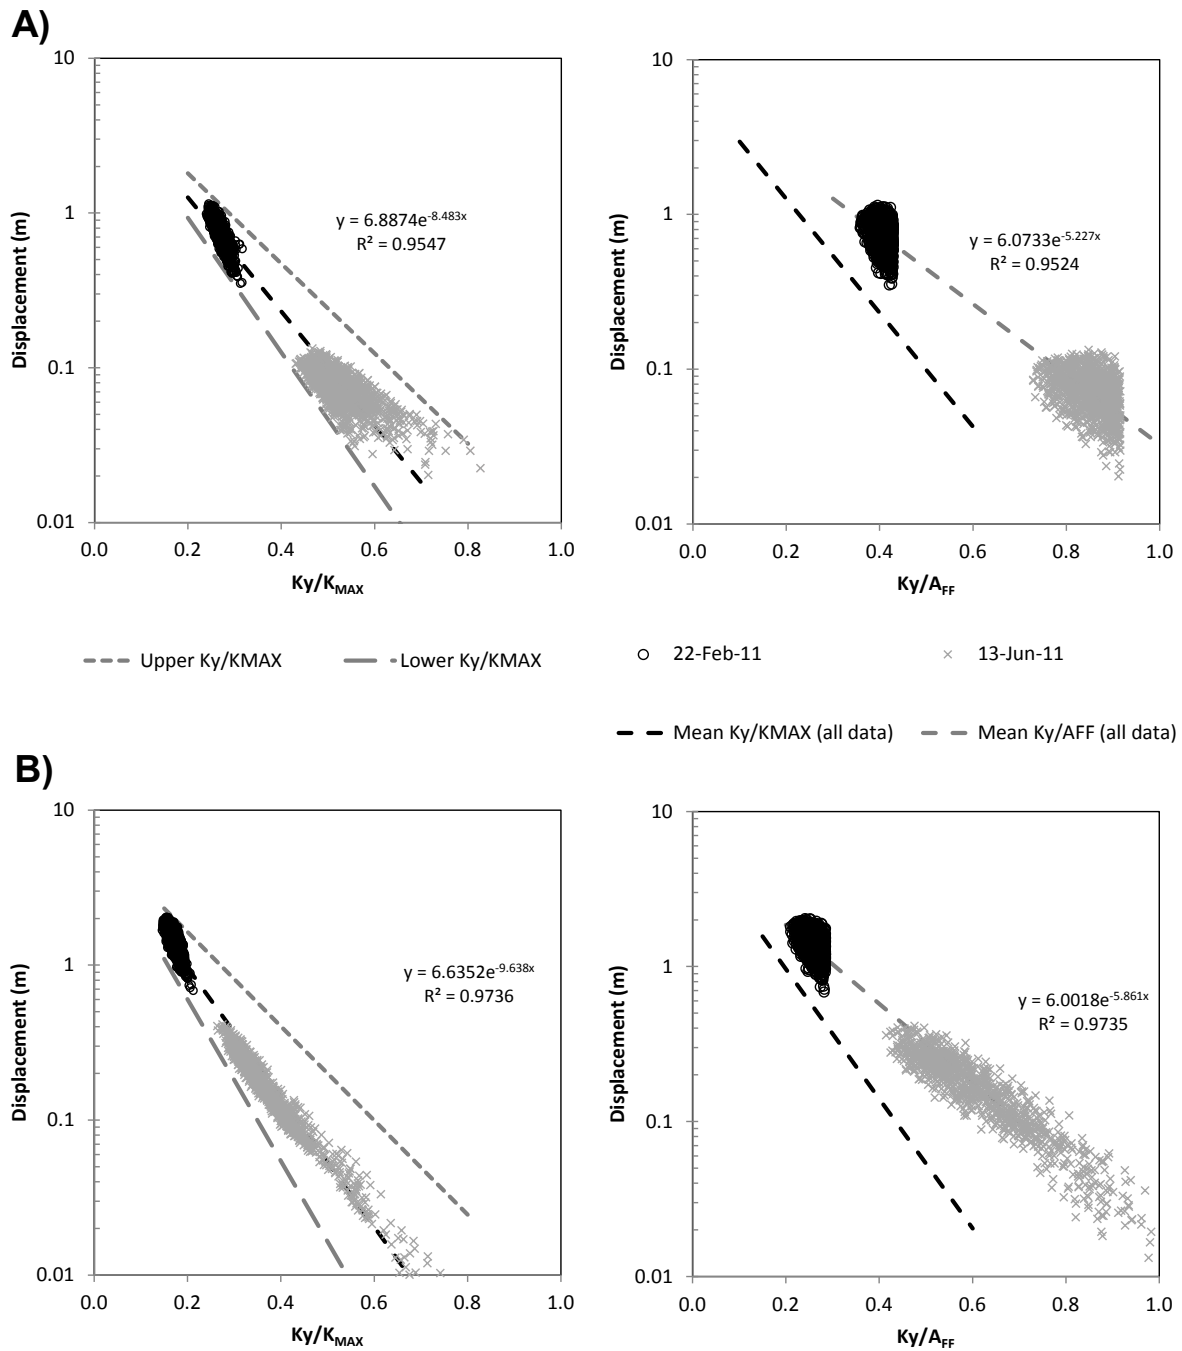 A)
10
1
0.1
0.01
Displacement (m)
y = 6.8874e^-8.483x
R² = 0.9547
0.0 0.2 0.4 0.6 0.8 1.0
Ky/KMAX
10
1
0.1
0.01
Displacement (m)
y = 6.0733e^-5.227x
R² = 0.9524
0.0 0.2 0.4 0.6 0.8 1.0
Ky/AFF
Upper Ky/KMAX Lower Ky/KMAX
22-Feb-11 13-Jun-11
Mean Ky/KMAX (all data) Mean Ky/AFF (all data)
B)
10
1
0.1
0.01
Displacement (m)
y = 6.6352e^-9.638x
R² = 0.9736
0.0 0.2 0.4 0.6 0.8 1.0
Ky/KMAX
10
1
0.1
0.01
Displacement (m)
y = 6.0018e^-5.861x
R² = 0.9735
0.0 0.2 0.4 0.6 0.8 1.0
Ky/AFF